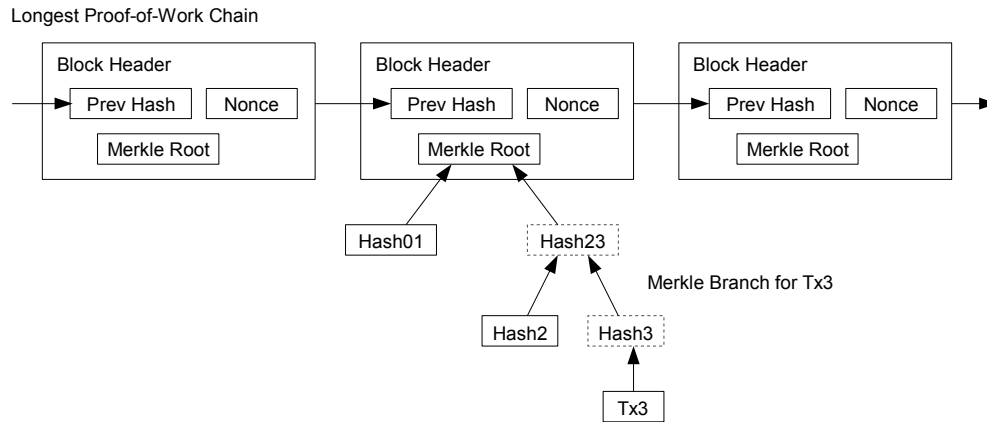 Longest Proof-of-Work Chain
Block Header
Prev Hash
Nonce
Merkle Root
Block Header
Prev Hash
Nonce
Merkle Root
Block Header
Prev Hash
Nonce
Merkle Root
Hash01
Hash23
Merkle Branch for Tx3
Hash2
Hash3
Tx3